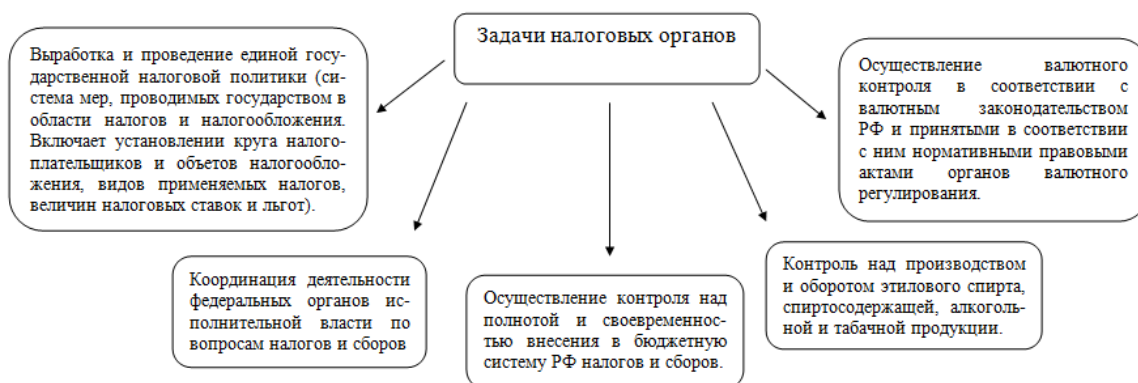 Задачи налоговых органов
Выработка и проведение единой госу-
дарственной налоговой политики (си-
стема мер, проводимых государством в
области налогов и налогообложения.
Включает установлении круга налого-
плательщиков и объетов налогообло-
жения, видов применяемых налогов,
величин налоговых ставок и льгот).
Осуществление валютного
контроля в соответствии с
валютным законодательством
РФ и принятыми в соответствии
с ним нормативными правовыми
актами органов валютного
регулирования.
Координация деятельности
федеральных органов ис-
полнительной власти по
вопросам налогов и сборов
Осуществление контроля над
полнотой и своевременнос-
тью внесения в бюджетную
систему РФ налогов и сборов.
Контроль над производством
и оборотом этилового спирта,
спиртосодержащей, алкоголь-
ной и табачной продукции.